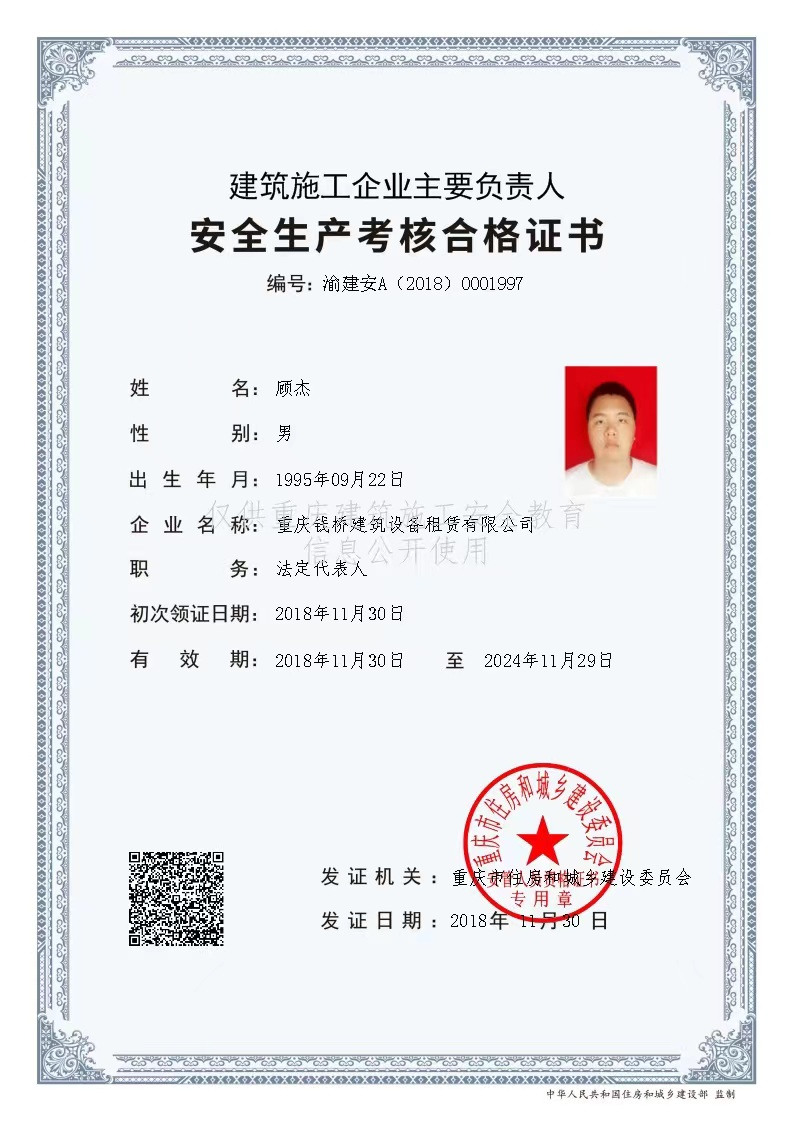 建筑施工企业主要负责人
安全生产考核合格证书
编号：渝建安A（2018）0001997
姓名：顾杰
性别：男
出生年月：1995年09月22日
仅供重庆建筑施工安全教育
企业名称：重庆钱桥建筑设备租赁有限公司
信息公开使用
职务：法定代表人
初次领证日期：2018年11月30日
有效期：2018年11月30日 至 2024年11月29日
重庆市住房和城乡建设委员会
发证机关：重庆市住房和城乡建设委员会
专用章
发证日期：2018年 11月30 日
中华人民共和国住房和城乡建设部 监制